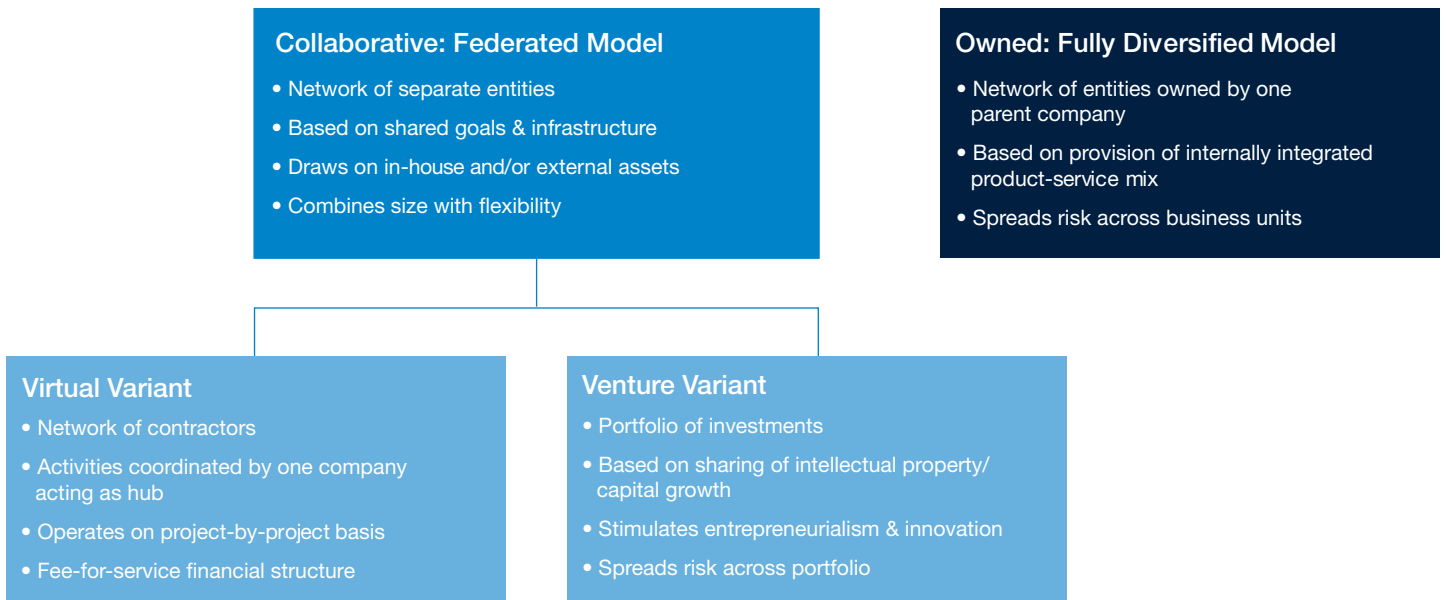 Collaborative: Federated Model
• Network of separate entities
• Based on shared goals & infrastructure
• Draws on in-house and/or external assets
• Combines size with flexibility
Owned: Fully Diversified Model
• Network of entities owned by one
parent company
• Based on provision of internally integrated
product-service mix
• Spreads risk across business units
Virtual Variant
• Network of contractors
• Activities coordinated by one company
acting as hub
• Operates on project-by-project basis
• Fee-for-service financial structure
Venture Variant
• Portfolio of investments
• Based on sharing of intellectual property/
capital growth
• Stimulates entrepreneurialism & innovation
• Spreads risk across portfolio